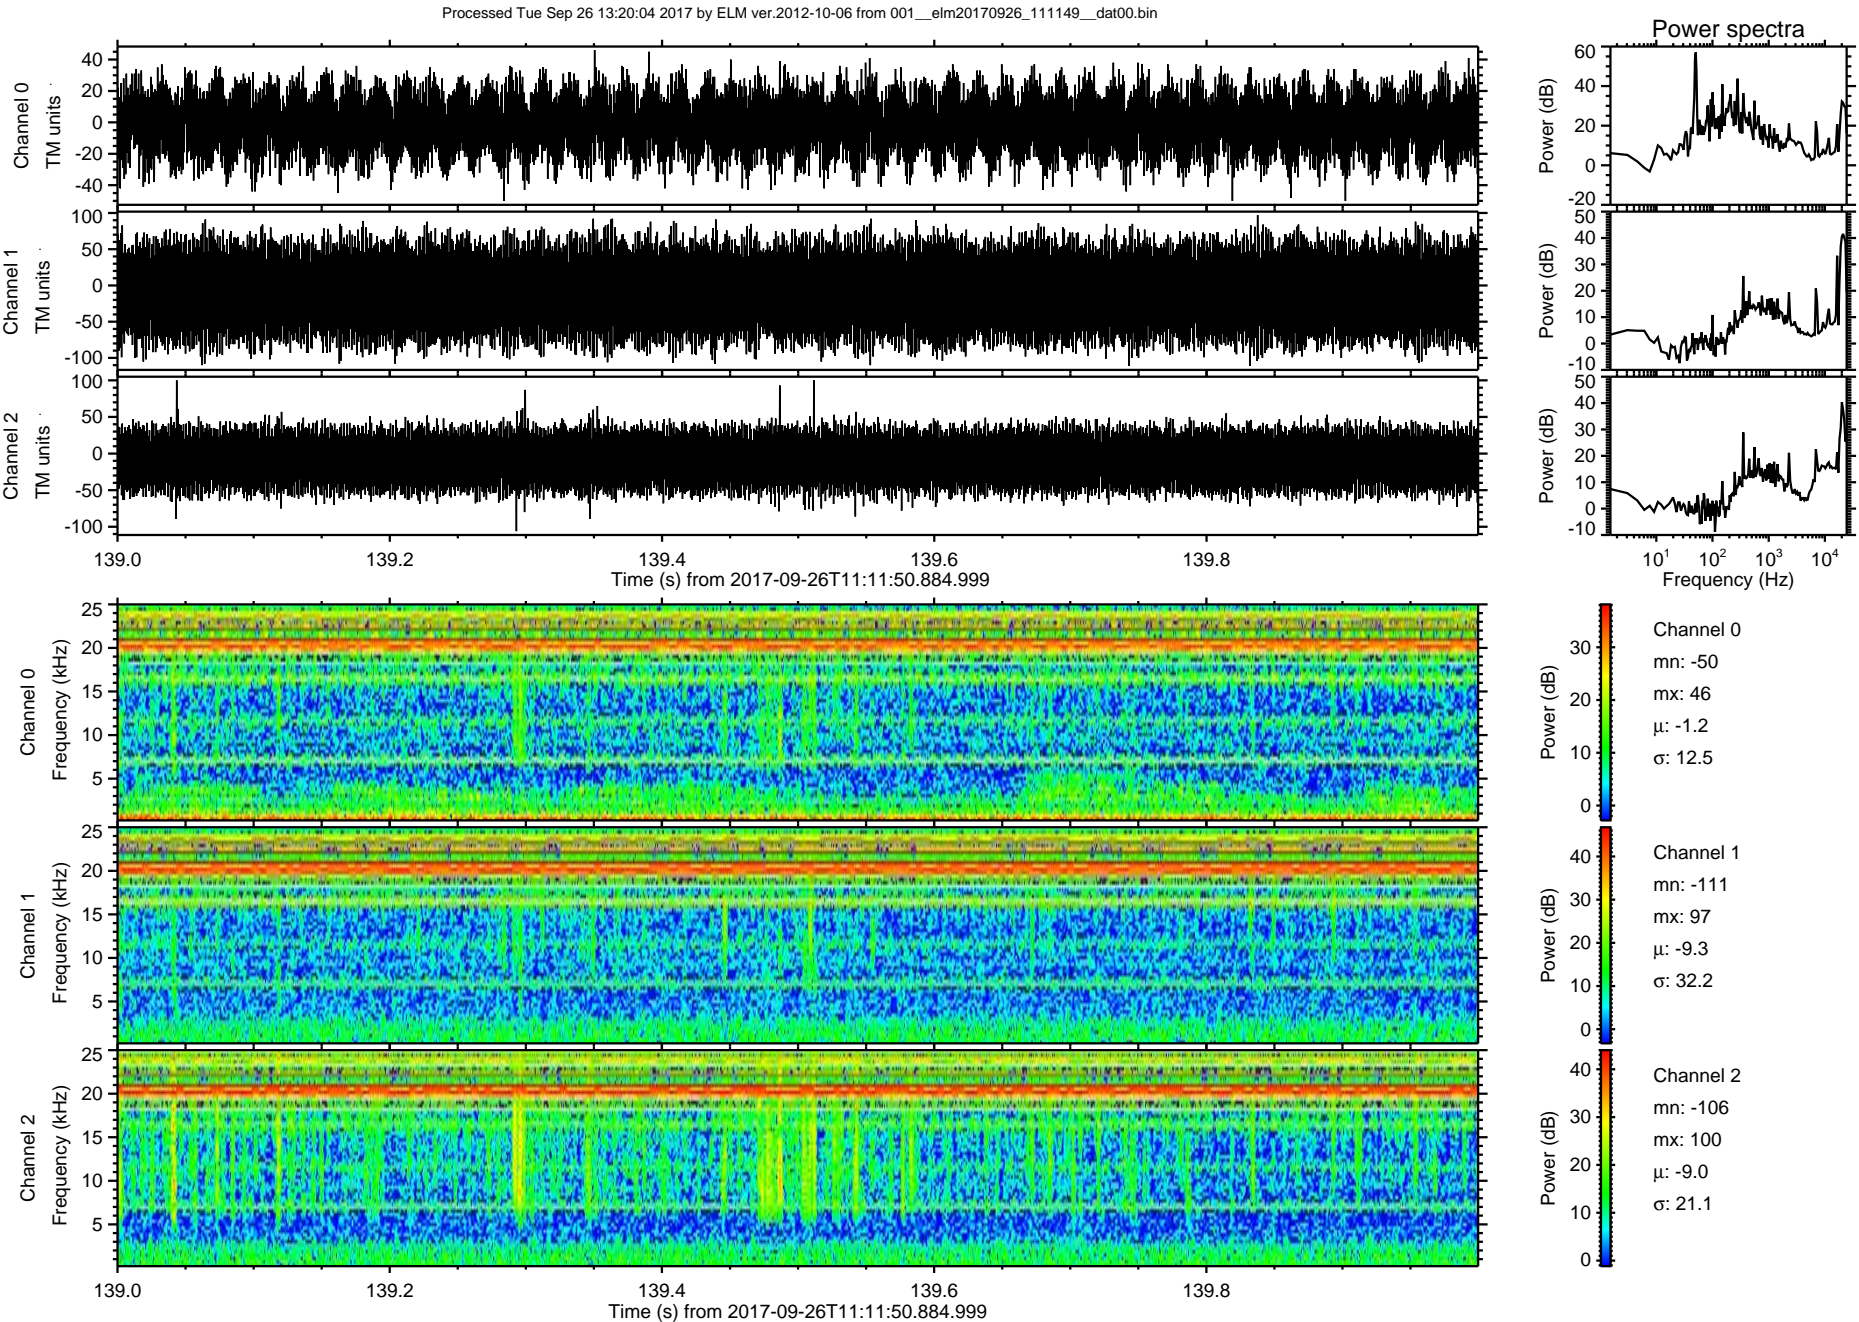 Processed Tue Sep 26 13:20:04 2017 by ELM ver.2012-10-06 from 001__elm20170926_111149__dat00.bin
Power spectra
Channel 0
TM units
40
20
0
-20
-40
Power (dB)
60
40
20
0
-20
Channel 1
TM units
100
50
0
-50
-100
Power (dB)
50
40
30
20
10
0
-10
Channel 2
TM units
100
50
0
-50
-100
Power (dB)
50
40
30
20
10
0
-10
139.0 139.2 139.4 139.6 139.8
Time (s) from 2017-09-26T11:11:50.884.999
10^1 10^2 10^3 10^4
Frequency (Hz)
Channel 0
Frequency (kHz)
25
20
15
10
5
Power (dB)
30
20
10
0
Channel 0
mn: -50
mx: 46
µ: -1.2
σ: 12.5
Channel 1
Frequency (kHz)
25
20
15
10
5
Power (dB)
40
30
20
10
0
Channel 1
mn: -111
mx: 97
µ: -9.3
σ: 32.2
Channel 2
Frequency (kHz)
25
20
15
10
5
Power (dB)
40
30
20
10
0
Channel 2
mn: -106
mx: 100
µ: -9.0
σ: 21.1
139.0 139.2 139.4 139.6 139.8
Time (s) from 2017-09-26T11:11:50.884.999